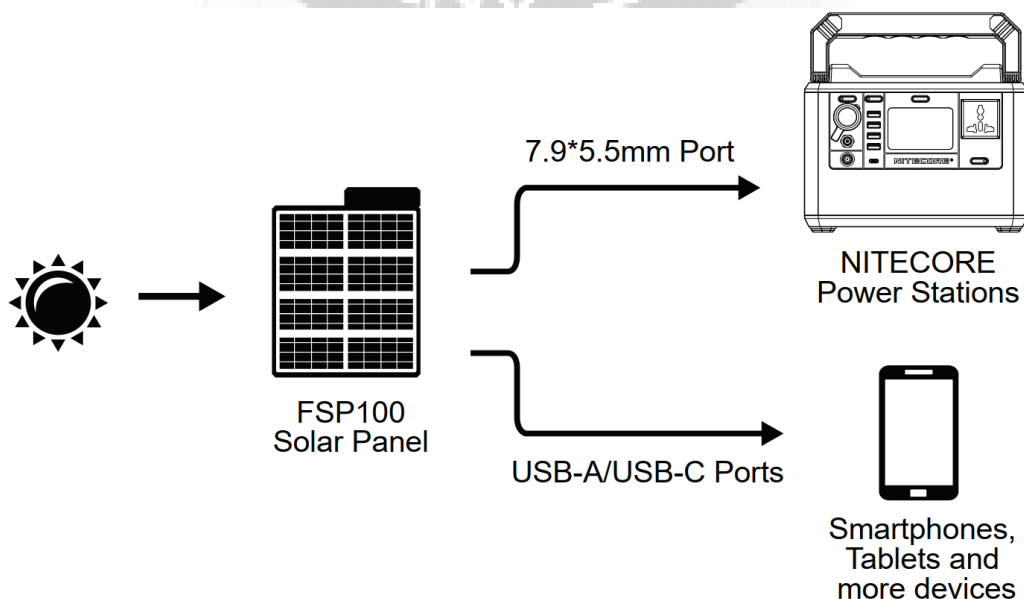 7.9*5.5mm Port
NITECORE®
NITECORE
Power Stations
FSP100
Solar Panel
USB-A/USB-C Ports
Smartphones,
Tablets and
more devices